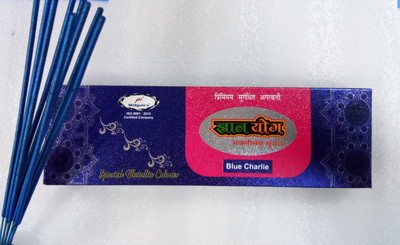 ISO 9001 : 2015
Certified Company
Special Metallic Colours
प्रिमियम सुगंधित अगरबत्ती
ज्ञान योग
Blue Charlie